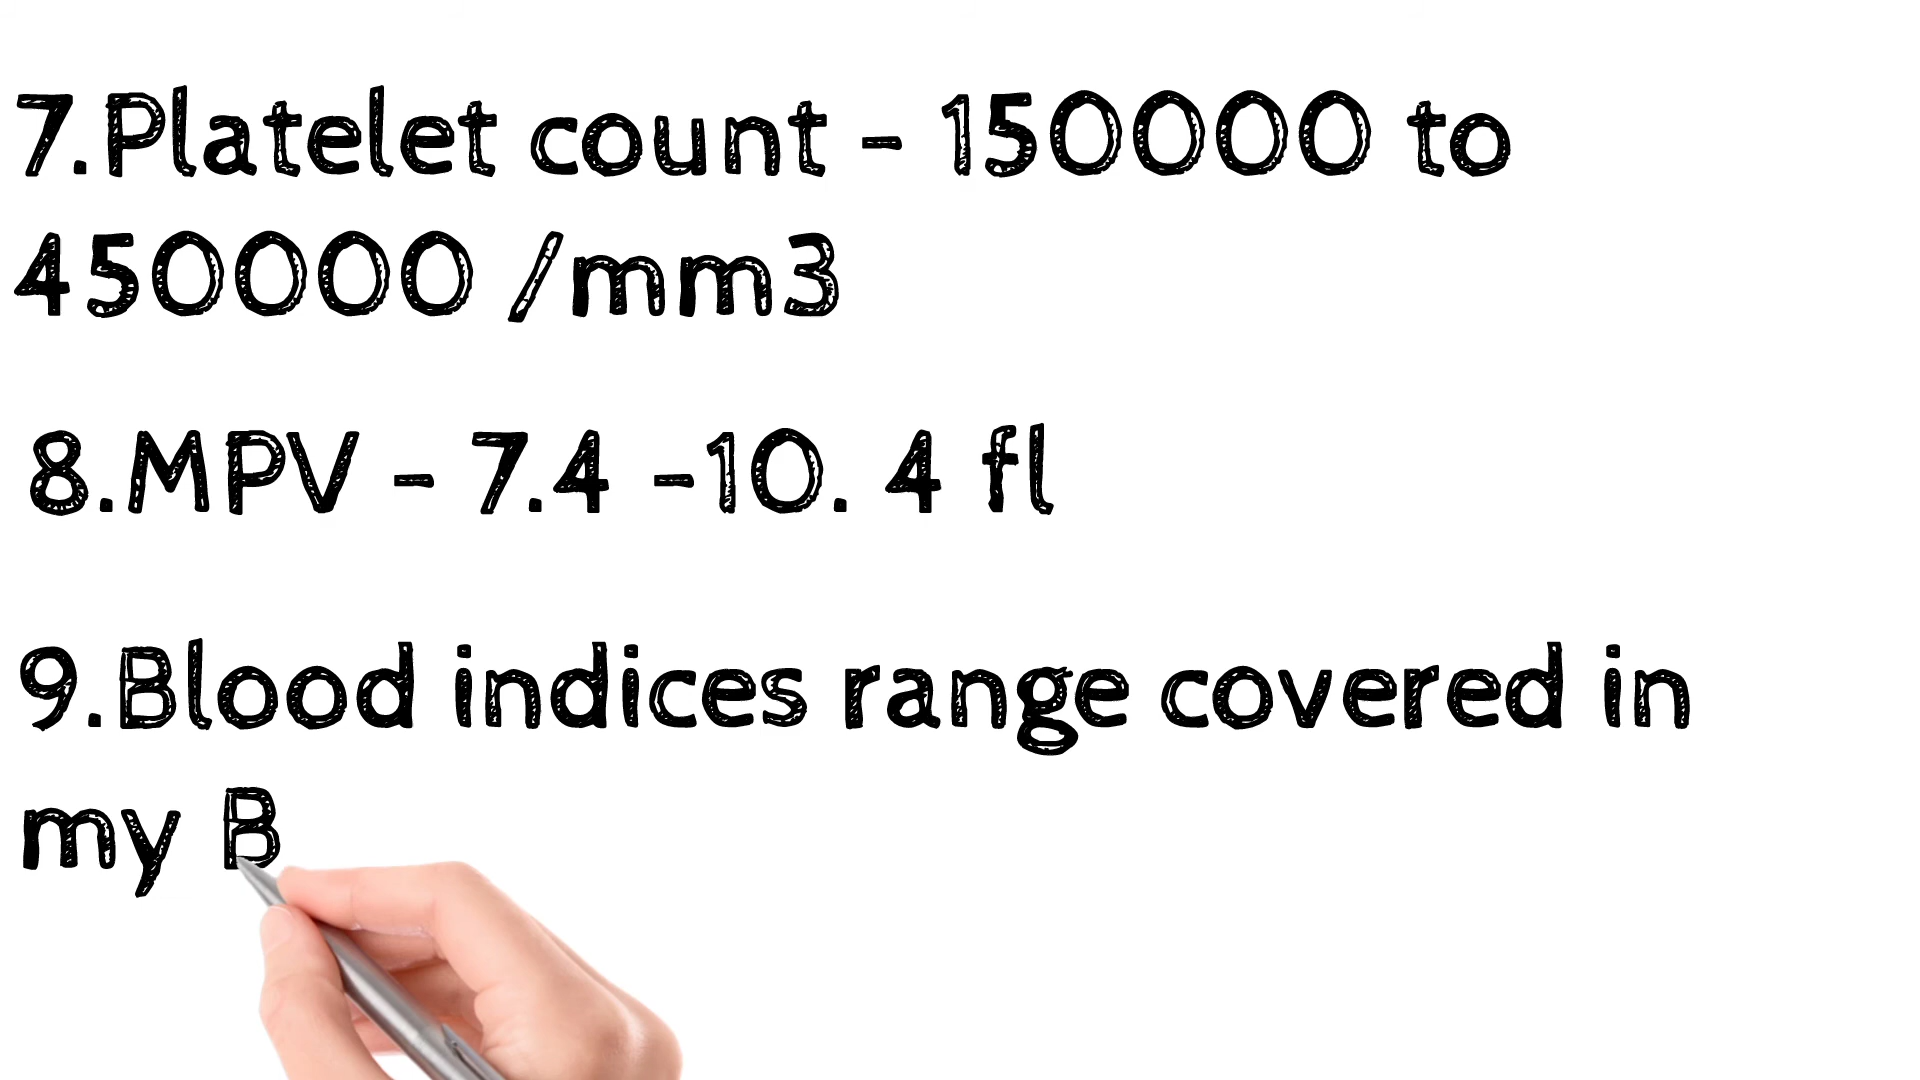 7.Platelet count - 150000 to
450000 /mm3
8.MPV - 7.4 -10. 4 fl
9.Blood indices range covered in
my B